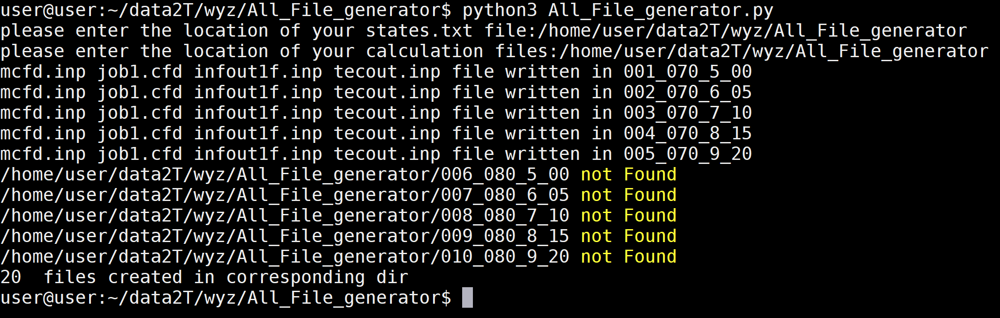 user@user:~/data2T/wyz/All_File_generator$ python3 All_File_generator.py
please enter the location of your states.txt file:/home/user/data2T/wyz/All_File_generator
please enter the location of your calculation files:/home/user/data2T/wyz/All_File_generator
mcfd.inp job1.cfd infout1f.inp tecout.inp file written in 001_070_5_00
mcfd.inp job1.cfd infout1f.inp tecout.inp file written in 002_070_6_05
mcfd.inp job1.cfd infout1f.inp tecout.inp file written in 003_070_7_10
mcfd.inp job1.cfd infout1f.inp tecout.inp file written in 004_070_8_15
mcfd.inp job1.cfd infout1f.inp tecout.inp file written in 005_070_9_20
/home/user/data2T/wyz/All_File_generator/006_080_5_00 not Found
/home/user/data2T/wyz/All_File_generator/007_080_6_05 not Found
/home/user/data2T/wyz/All_File_generator/008_080_7_10 not Found
/home/user/data2T/wyz/All_File_generator/009_080_8_15 not Found
/home/user/data2T/wyz/All_File_generator/010_080_9_20 not Found
20  files created in corresponding dir
user@user:~/data2T/wyz/All_File_generator$